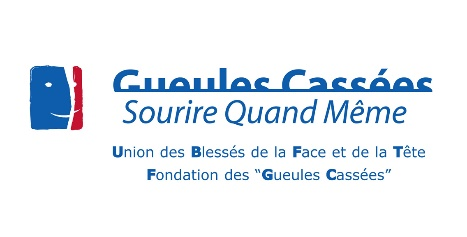 Gueules Cassées
Sourire Quand Même
Union des Blessés de la Face et de la Tête
Fondation des “Gueules Cassées”